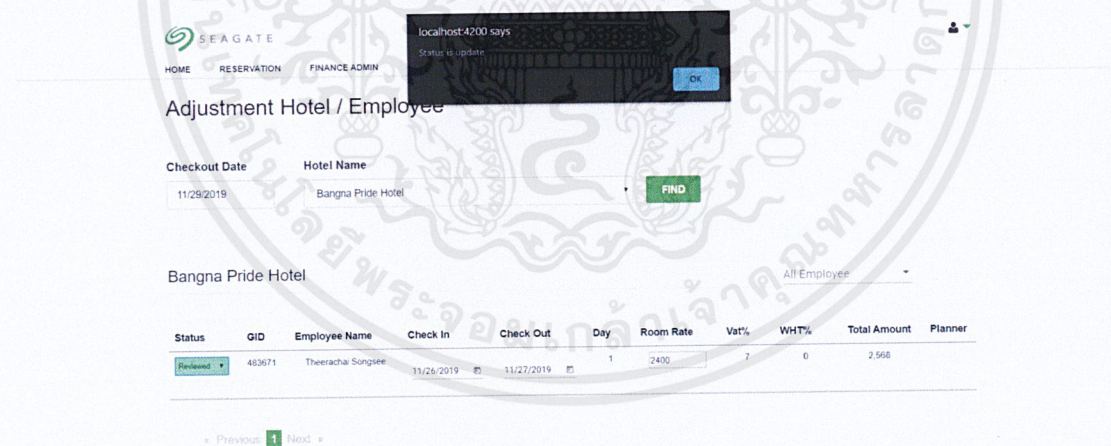 SEAGATE
localhost:4200 says
Status is update
OK
HOME RESERVATION FINANCE ADMIN
Adjustment Hotel / Employee
Checkout Date Hotel Name
11/29/2019 Bangna Pride Hotel FIND
Bangna Pride Hotel All Employee
Status GID Employee Name Check In Check Out Day Room Rate Vat% WHT% Total Amount Planner
Reviewed 483671 Theerachai Songsee 11/26/2019 11/27/2019 1 2400 7 0 2,568
« Previous 1 Next »